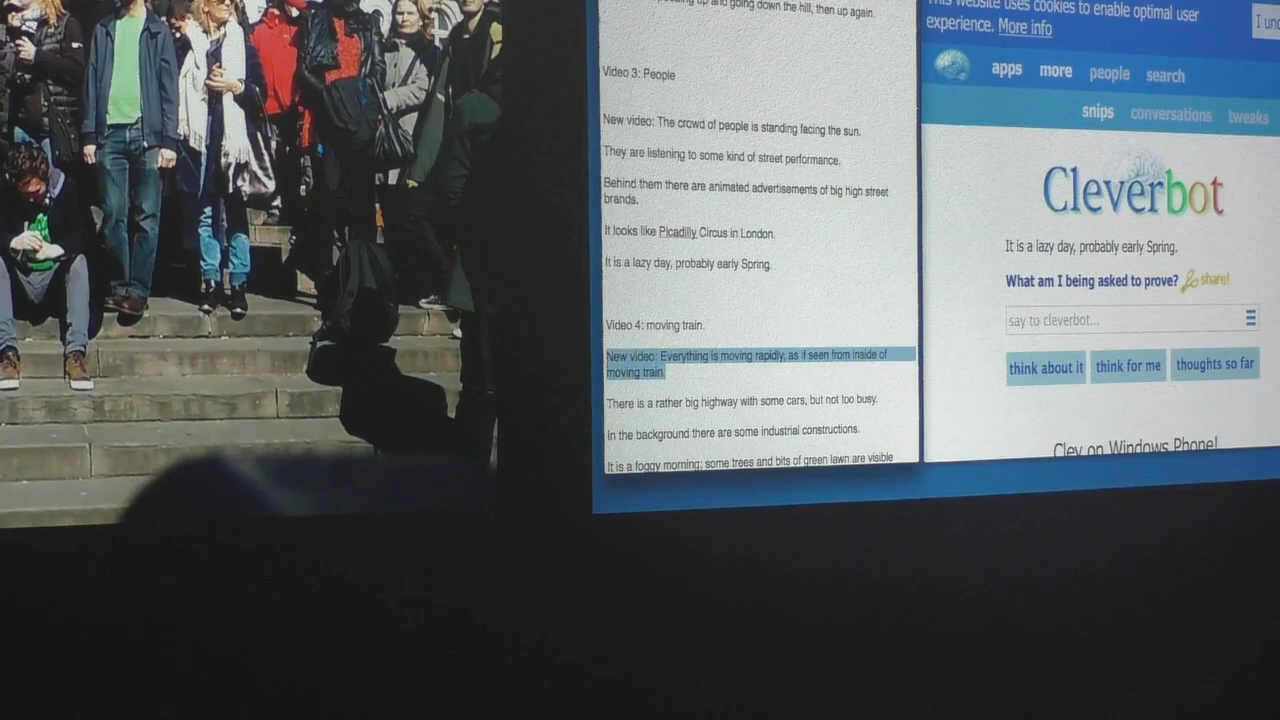 up and going down the hill, then up again.
Video 3: People
New video: The crowd of people is standing facing the sun.
They are listening to some kind of street performance.
Behind them there are animated advertisements of big high street
brands.
It looks like Picadilly Circus in London.
It is a lazy day, probably early Spring.
Video 4: moving train.
New video: Everything is moving rapidly, as if seen from inside of
moving train.
There is a rather big highway with some cars, but not too busy.
In the background there are some industrial constructions.
It is a foggy morning; some trees and bits of green lawn are visible
This website uses cookies to enable optimal user
experience. More info
I
apps more people search
snips conversations tweaks
Cleverbot
It is a lazy day, probably early Spring.
What am I being asked to prove? share!
say to cleverbot...
think about it think for me thoughts so far
Clev on Windows Phone!